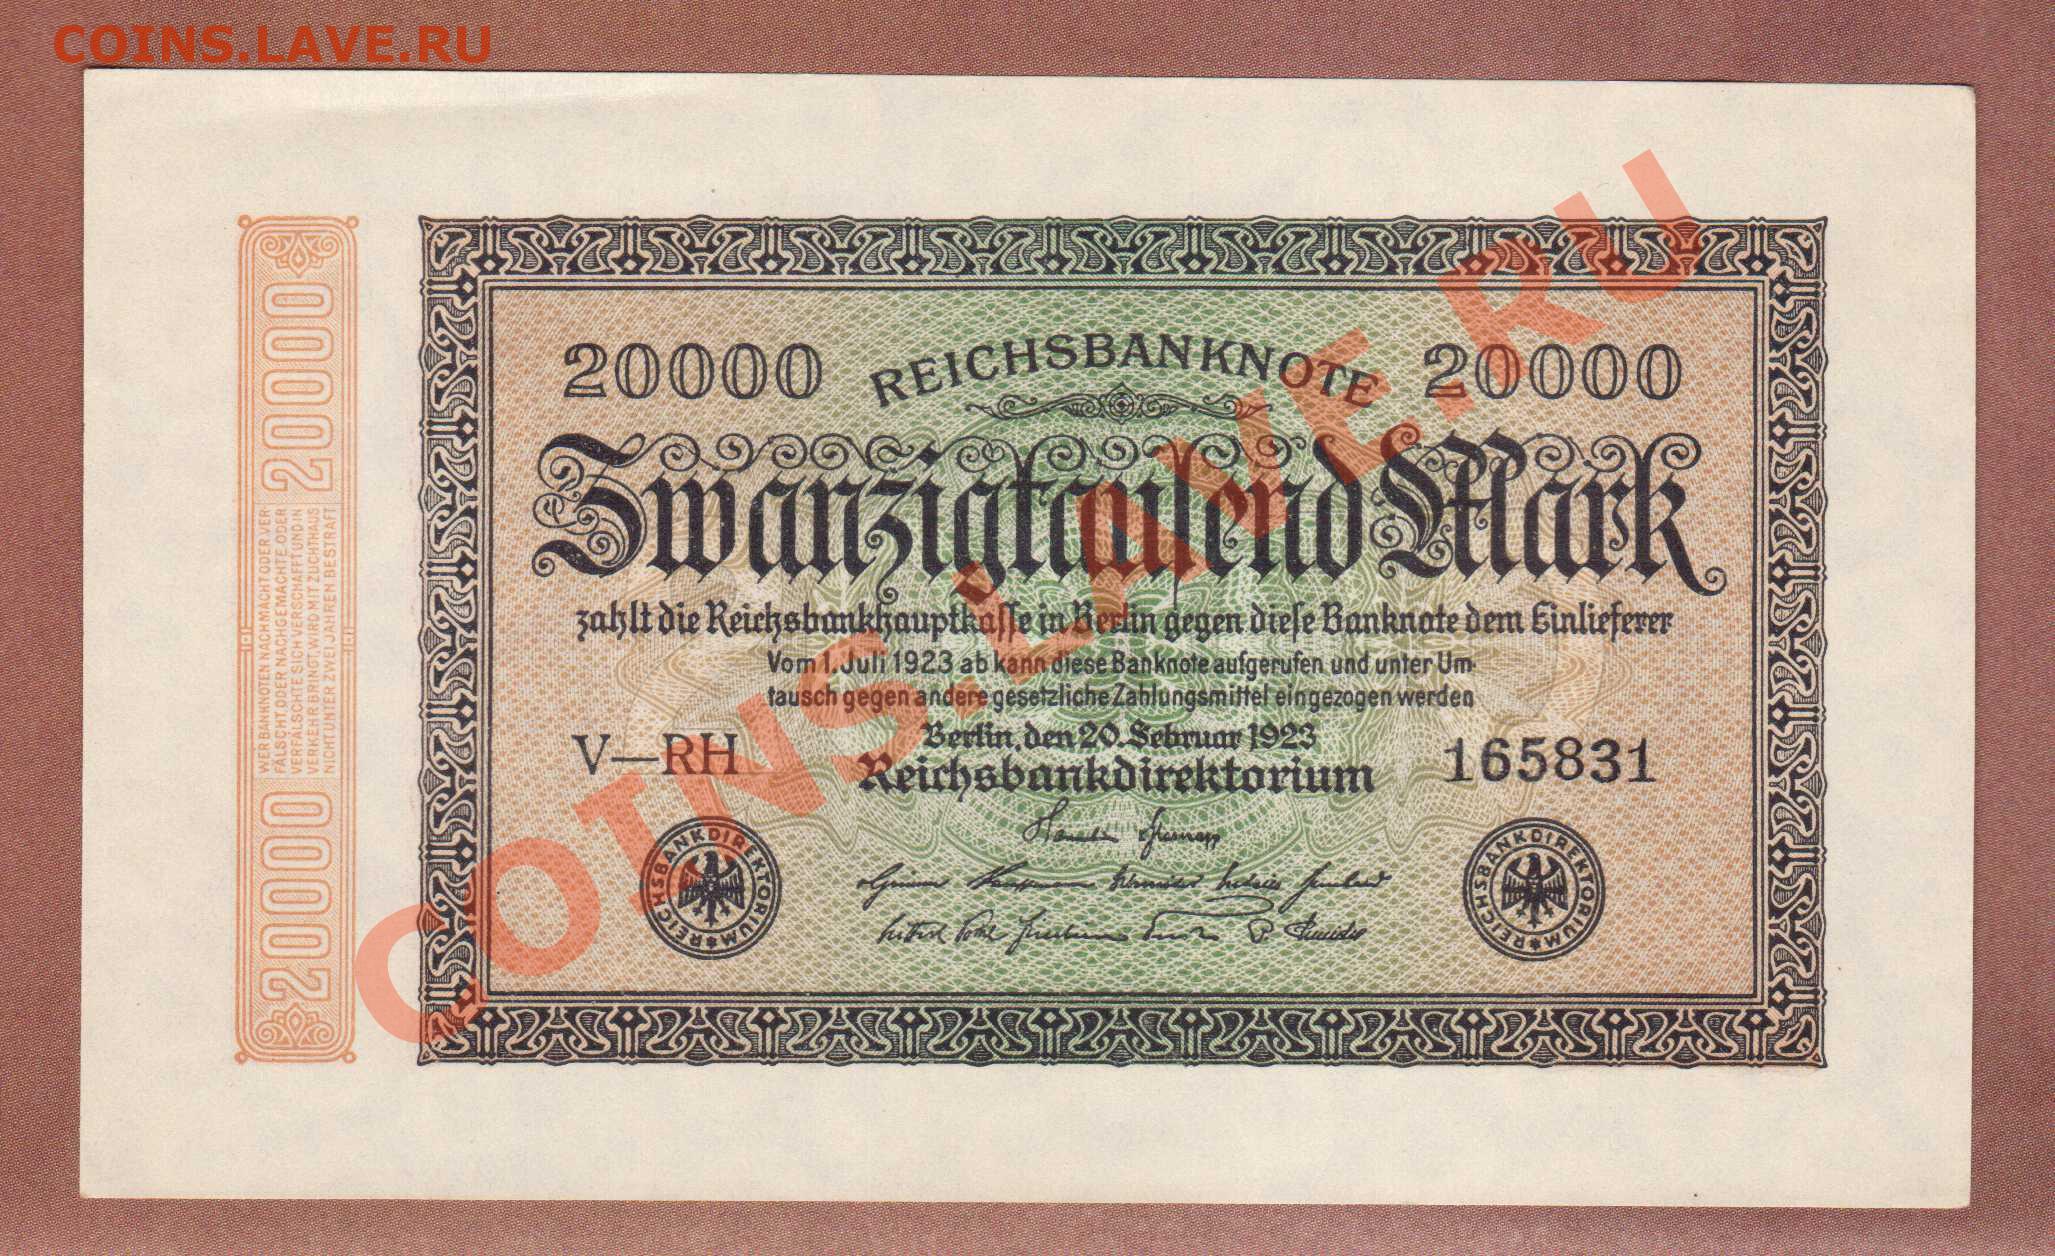 COINS.LAVE.RU
20000 REICHSBANKNOTE 20000
Zwanzigtausend Mark
zahlt die Reichsbankhauptkasse in Berlin gegen diese Banknote dem Einlieferer
Vom 1. Juli 1923 ab kann diese Banknote aufgerufen und unter Um-
tausch gegen andere gesetzliche Zahlungsmittel eingezogen werden
Berlin, den 20. Februar 1923
V—RH Reichsbankdirektorium 165831
REICHSBANKDIREKTORIUM
REICHSBANKDIREKTORIUM
20000
WER BANKNOTEN NACHMACHT ODER VER-
FÄLSCHT ODER NACHGEMACHTE ODER
VERFÄLSCHTE SICH VERSCHAFFT UND IN
VERKEHR BRINGT, WIRD MIT ZUCHTHAUS
NICHT UNTER ZWEI JAHREN BESTRAFT
20000
COINS.LAVE.RU